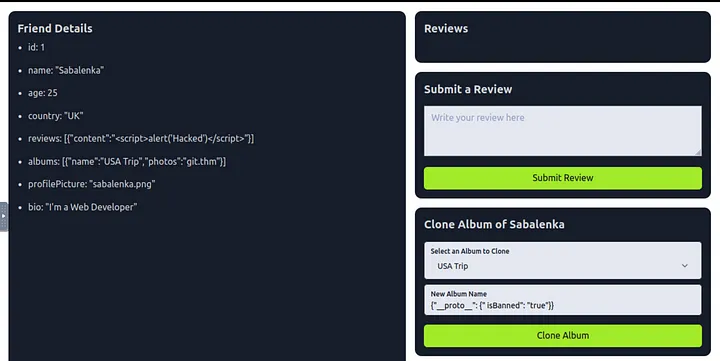 Friend Details
id: 1
name: "Sabalenka"
age: 25
country: "UK"
reviews: [{"content":"<script>alert('Hacked')</script>"}]
albums: [{"name":"USA Trip","photos":"git.thm"}]
profilePicture: "sabalenka.png"
bio: "I'm a Web Developer"
Reviews
Submit a Review
Write your review here
Submit Review
Clone Album of Sabalenka
Select an Album to Clone
USA Trip
New Album Name
{"__proto__": {" isBanned": "true"}}
Clone Album